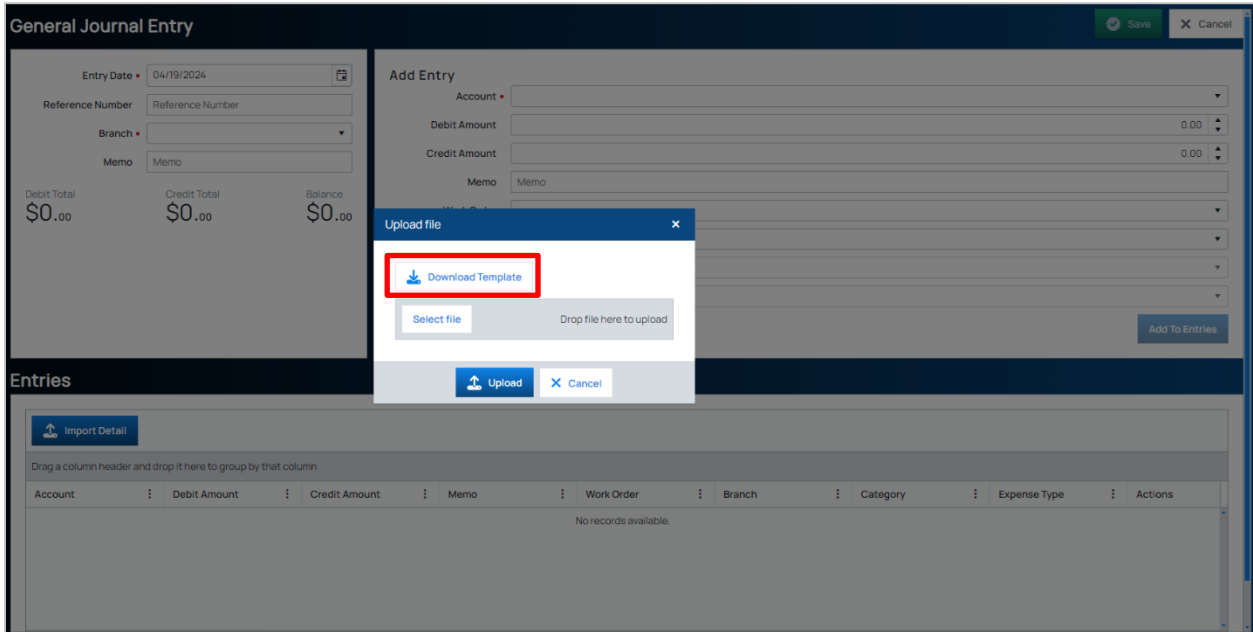 General Journal Entry
Save
Cancel
Entry Date • 04/19/2024
Reference Number Reference Number
Branch •
Memo Memo
Debit Total Credit Total Balance
$0.00 $0.00 $0.00
Add Entry
Account •
Debit Amount 0.00
Credit Amount 0.00
Memo Memo
Upload file
Download Template
Select file Drop file here to upload
Upload Cancel
Add To Entries
Entries
Import Detail
Drag a column header and drop it here to group by that column
Account Debit Amount Credit Amount Memo Work Order Branch Category Expense Type Actions
No records available.